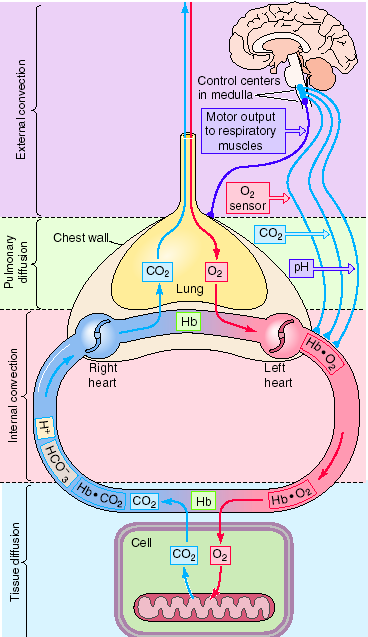 External convection
Control centers
in medulla
Motor output
to respiratory
muscles
O2
sensor
Pulmonary
diffusion
Chest wall
CO2
pH
CO2
O2
Lung
Internal convection
Hb
Right
heart
Left
heart
Hb•O2
H+
HCO3−
Hb•CO2
CO2
Hb
Hb•O2
Tissue diffusion
Cell
CO2
O2